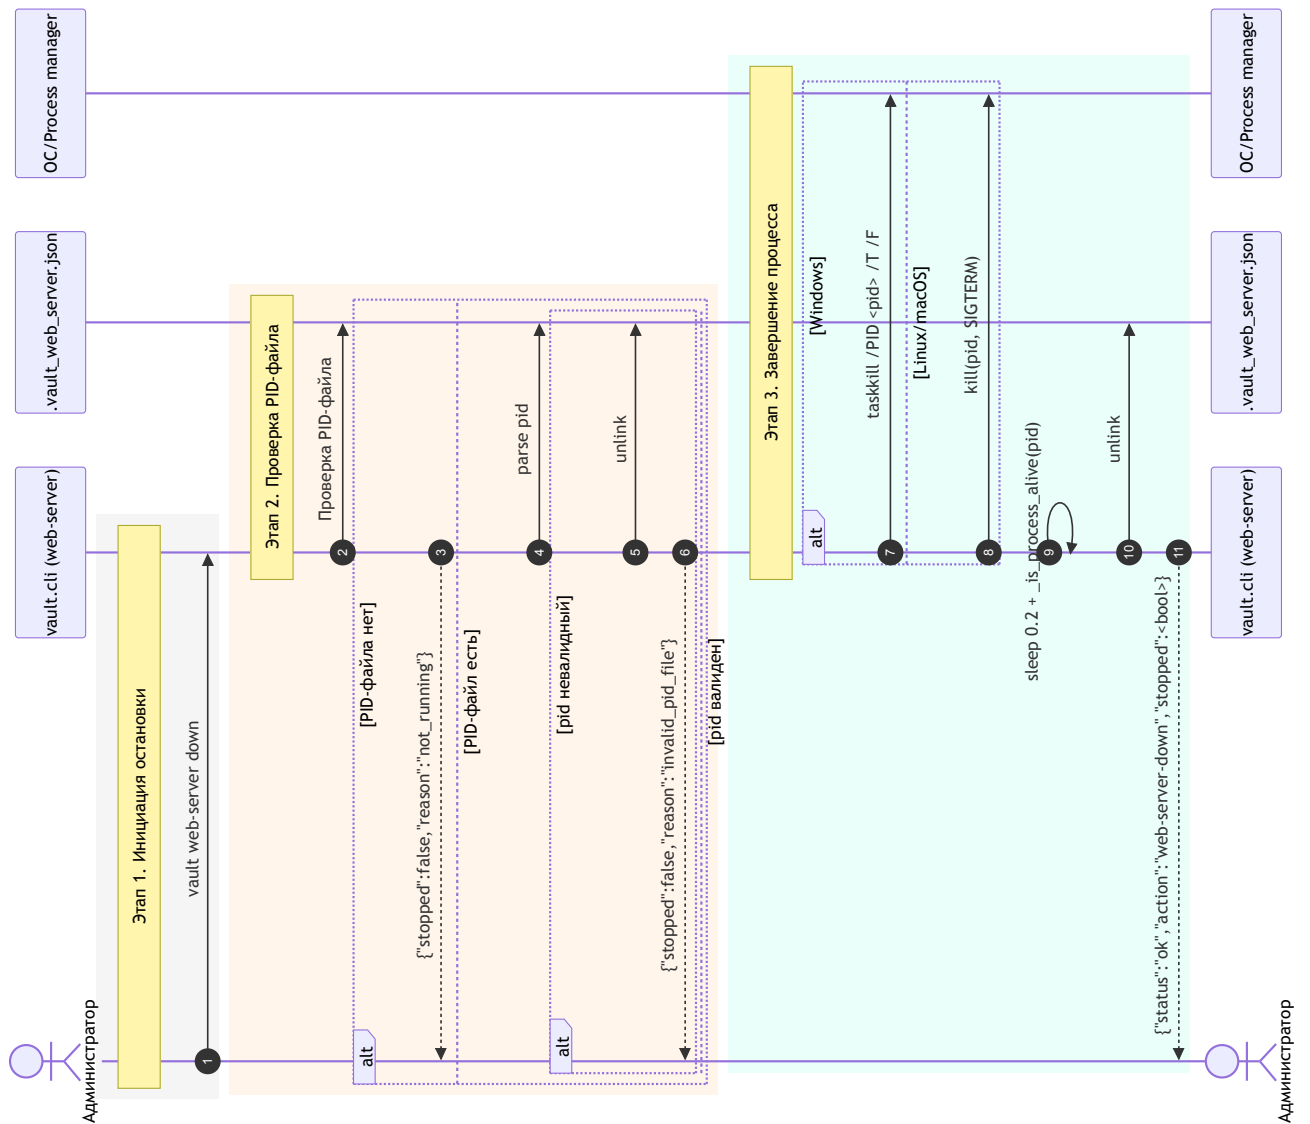 Администратор
vault.cli (web-server)
.vault_web_server.json
ОС/Process manager
Этап 1. Инициация остановки
vault web-server down
1
Этап 2. Проверка PID-файла
Проверка PID-файла
2
alt
[PID-файла нет]
{"stopped":false,"reason":"not_running"}
3
[PID-файл есть]
parse pid
4
alt
[pid невалидный]
unlink
5
{"stopped":false,"reason":"invalid_pid_file"}
6
[pid валиден]
Этап 3. Завершение процесса
alt
[Windows]
taskkill /PID <pid> /T /F
7
[Linux/macOS]
kill(pid, SIGTERM)
8
sleep 0.2 + _is_process_alive(pid)
9
unlink
10
{"status":"ok","action":"web-server-down","stopped":<bool>}
11
Администратор
vault.cli (web-server)
.vault_web_server.json
ОС/Process manager